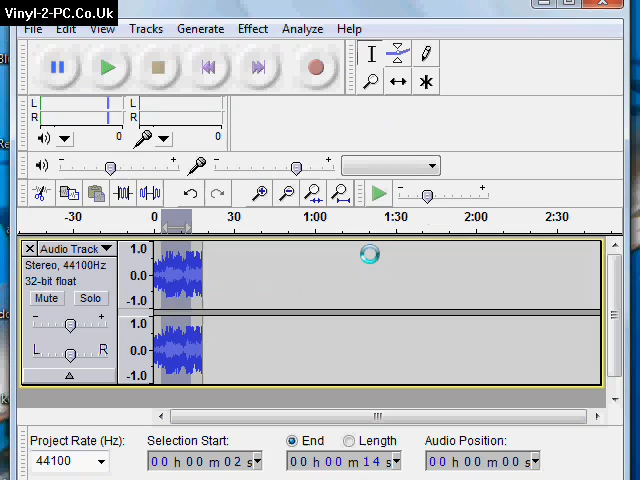 Vinyl-2-PC.Co.Uk
File Edit View Tracks Generate Effect Analyze Help
L
R
0
L
R
0
- +
- +
- +
-30 0 30 1:00 1:30 2:00 2:30
X Audio Track
Stereo, 44100Hz
32-bit float
Mute Solo
- +
L R
1.0
0.0
-1.0
1.0
0.0
-1.0
Project Rate (Hz):
44100
Selection Start:
00 h 00 m 02 s
End Length
00 h 00 m 14 s
Audio Position:
00 h 00 m 00 s